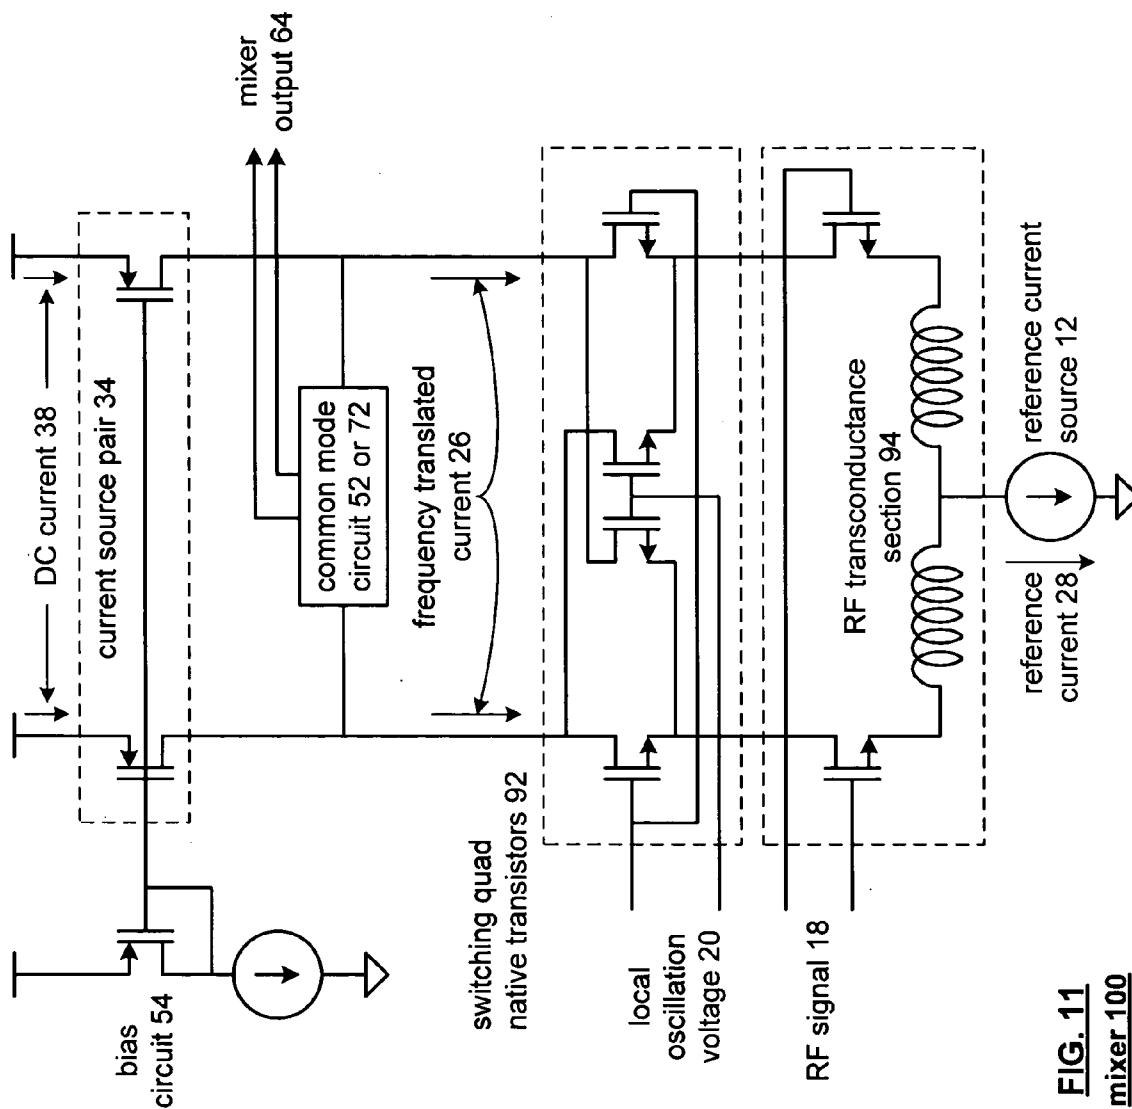 DC current 38
current source pair 34
bias
circuit 54
mixer
output 64
common mode
circuit 52 or 72
frequency translated
current 26
switching quad
native transistors 92
local
oscillation
voltage 20
RF signal 18
RF transconductance
section 94
reference
current 28
reference current
source 12
FIG. 11
mixer 100